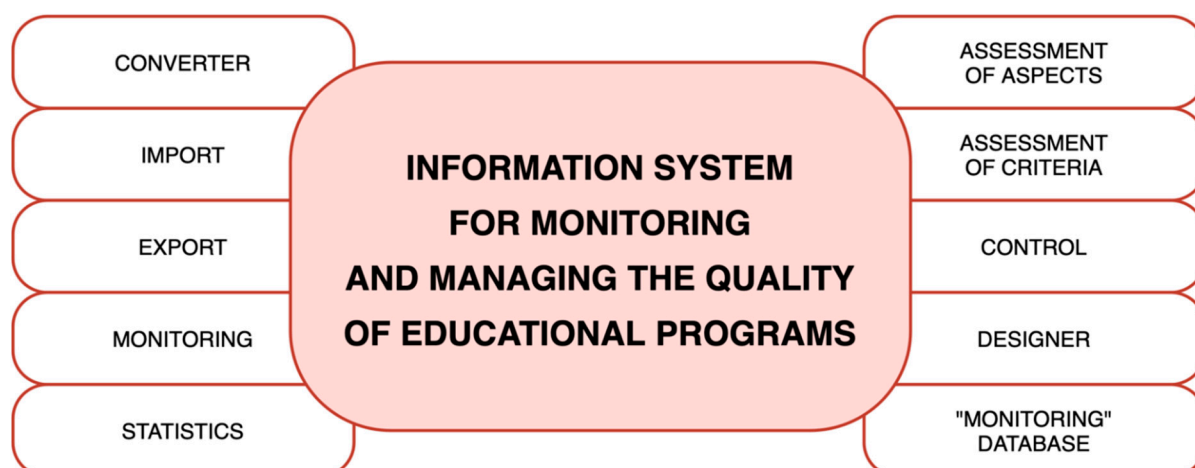 CONVERTER
IMPORT
EXPORT
MONITORING
STATISTICS
INFORMATION SYSTEM
FOR MONITORING
AND MANAGING THE QUALITY
OF EDUCATIONAL PROGRAMS
ASSESSMENT
OF ASPECTS
ASSESSMENT
OF CRITERIA
CONTROL
DESIGNER
"MONITORING"
DATABASE